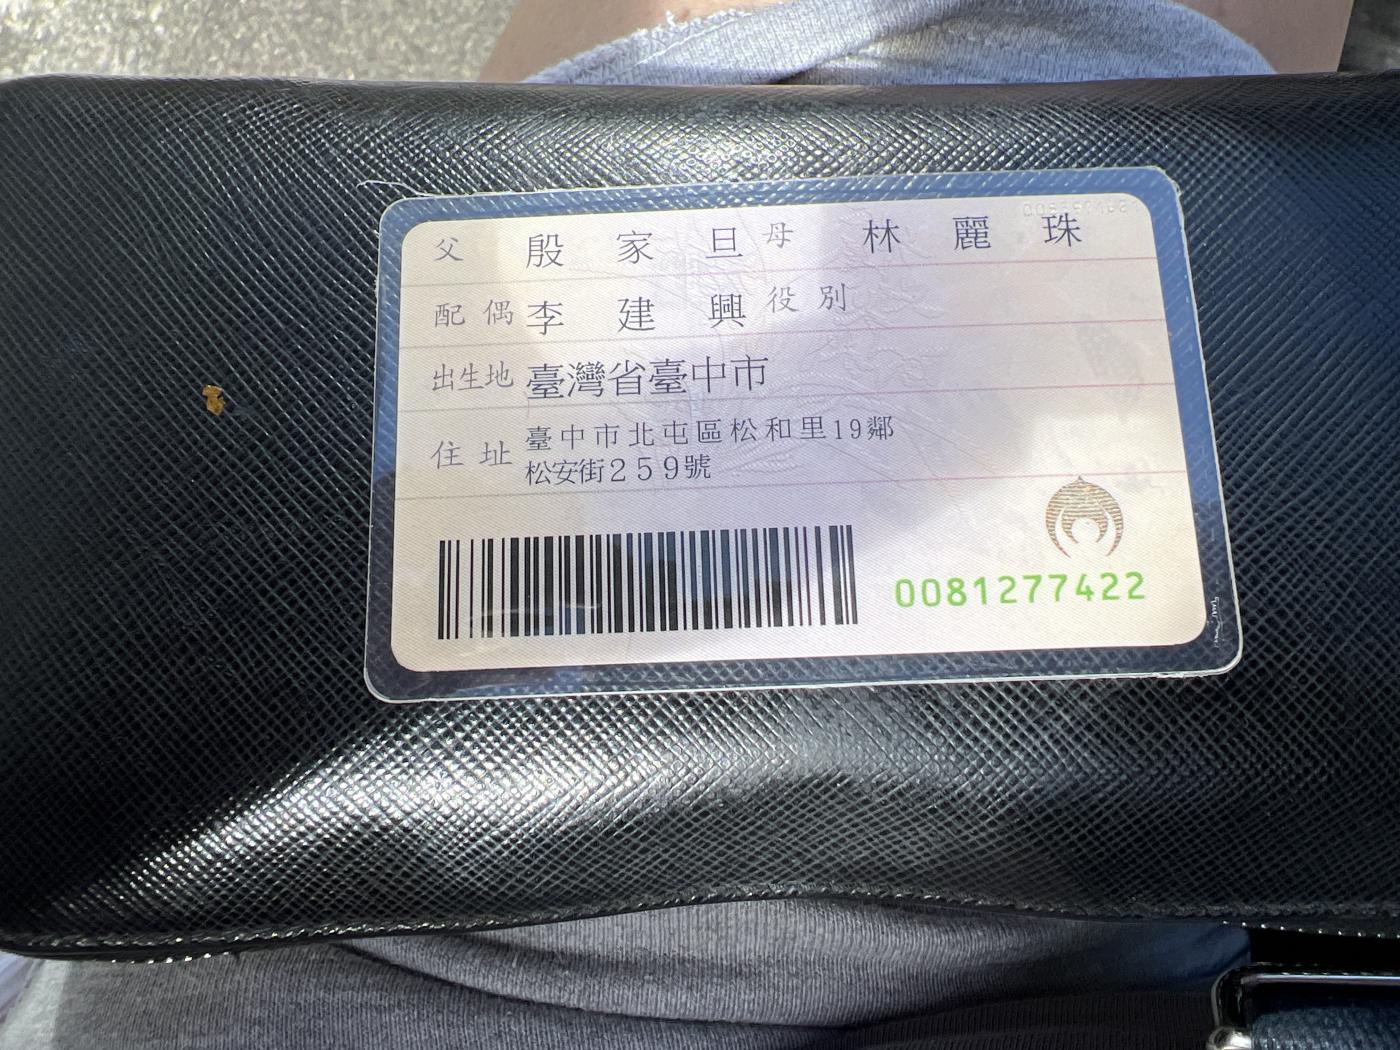 父 殷家旦 母 林麗珠
配偶 李建興 役別
出生地 臺灣省臺中市
住址 臺中市北屯區松和里19鄰
松安街259號
0081277422